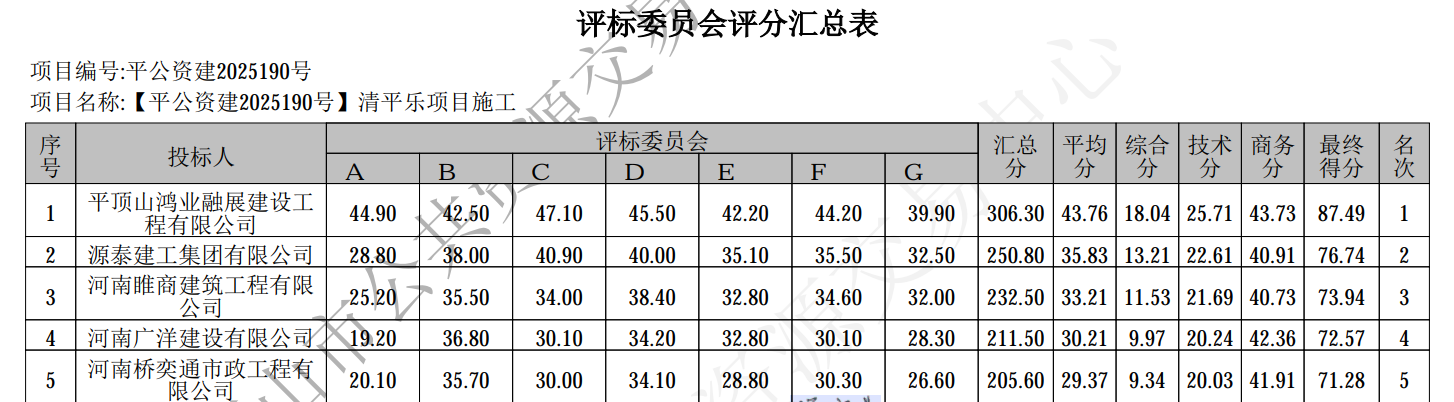 评标委员会评分汇总表
项目编号:平公资建2025190号
项目名称:【平公资建2025190号】清平乐项目施工
序号 投标人 评标委员会 汇总分 平均分 综合分 技术分 商务分 最终得分 名次
A B C D E F G
1 平顶山鸿业融展建设工程有限公司 44.90 42.50 47.10 45.50 42.20 44.20 39.90 306.30 43.76 18.04 25.71 43.73 87.49 1
2 源泰建工集团有限公司 28.80 38.00 40.90 40.00 35.10 35.50 32.50 250.80 35.83 13.21 22.61 40.91 76.74 2
3 河南睢商建筑工程有限公司 25.20 35.50 34.00 38.40 32.80 34.60 32.00 232.50 33.21 11.53 21.69 40.73 73.94 3
4 河南广洋建设有限公司 19.20 36.80 30.10 34.20 32.80 30.10 28.30 211.50 30.21 9.97 20.24 42.36 72.57 4
5 河南桥奕通市政工程有限公司 20.10 35.70 30.00 34.10 28.80 30.30 26.60 205.60 29.37 9.34 20.03 41.91 71.28 5
山市公共资源交易
源交易中心